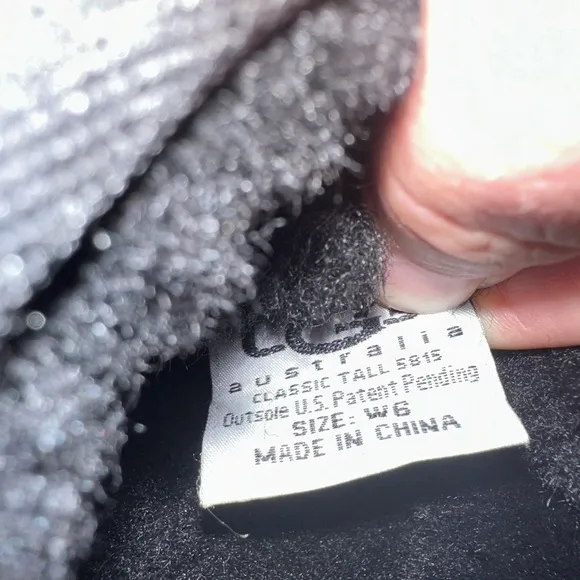 australia
CLASSIC TALL 5815
Outsole U.S. Patent Pending
SIZE: W6
MADE IN CHINA